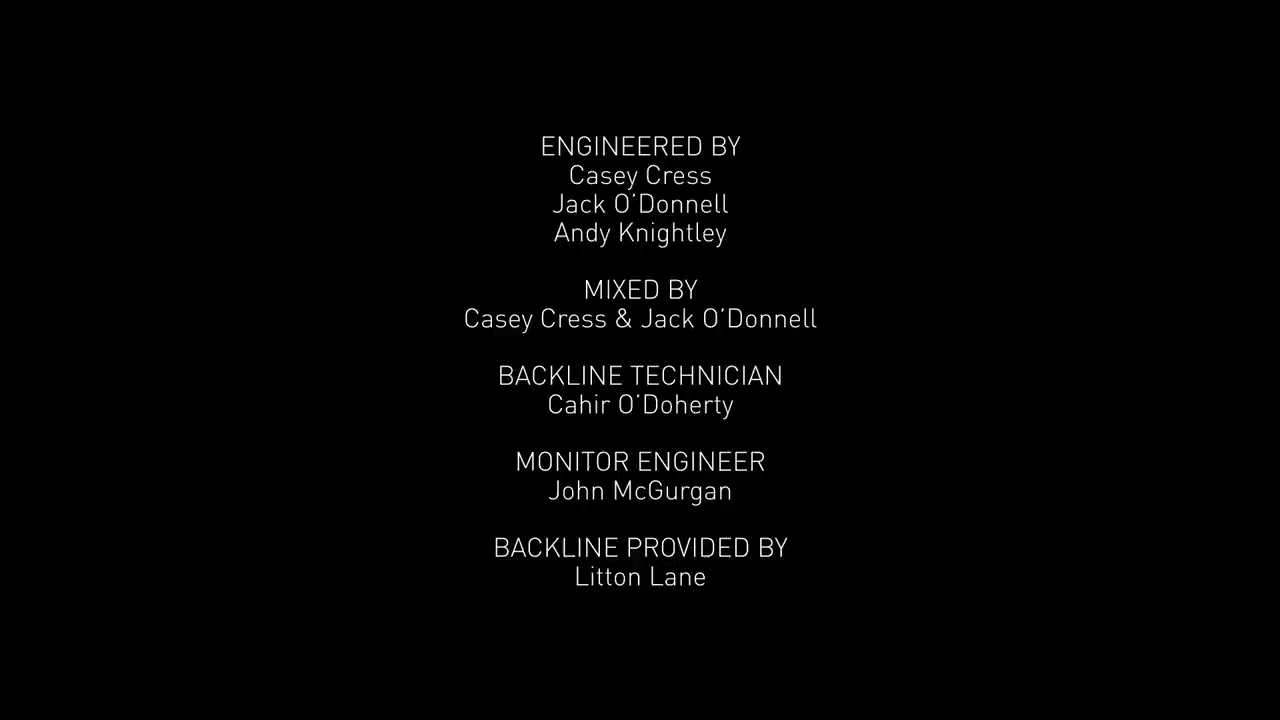 ENGINEERED BY
Casey Cress
Jack O’Donnell
Andy Knightley
MIXED BY
Casey Cress & Jack O’Donnell
BACKLINE TECHNICIAN
Cahir O’Doherty
MONITOR ENGINEER
John McGurgan
BACKLINE PROVIDED BY
Litton Lane